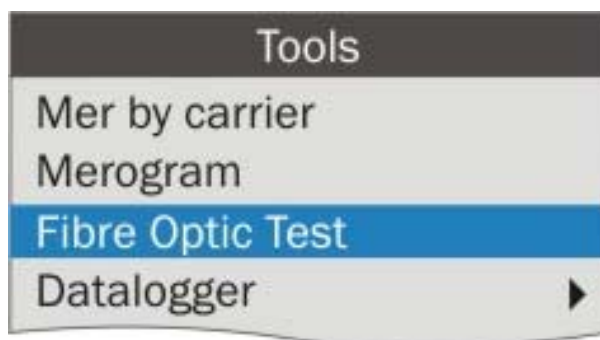 Tools
Mer by carrier
Merogram
Fibre Optic Test
Datalogger